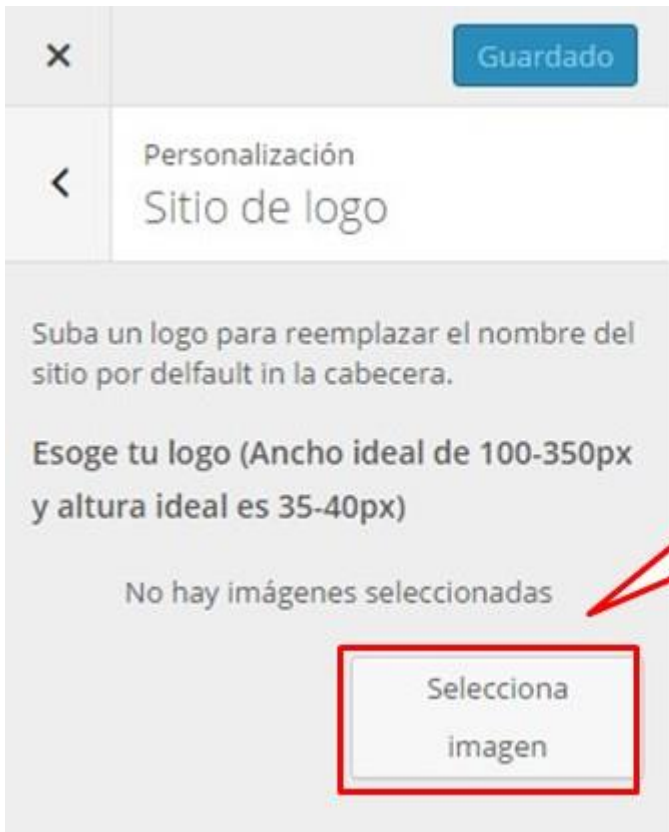 Guardado
Personalización
Sitio de logo
Suba un logo para reemplazar el nombre del
sitio por delfault in la cabecera.
Esoge tu logo (Ancho ideal de 100-350px
y altura ideal es 35-40px)
No hay imágenes seleccionadas
Selecciona
imagen